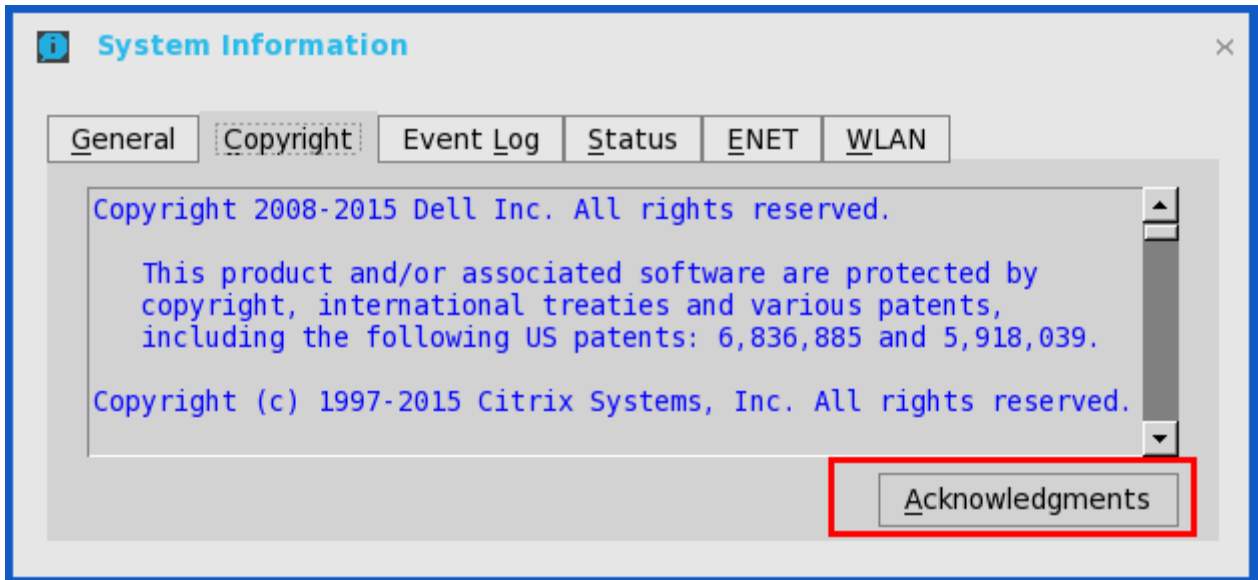 System Information
General Copyright Event Log Status ENET WLAN
Copyright 2008-2015 Dell Inc. All rights reserved.
This product and/or associated software are protected by
copyright, international treaties and various patents,
including the following US patents: 6,836,885 and 5,918,039.
Copyright (c) 1997-2015 Citrix Systems, Inc. All rights reserved.
Acknowledgments